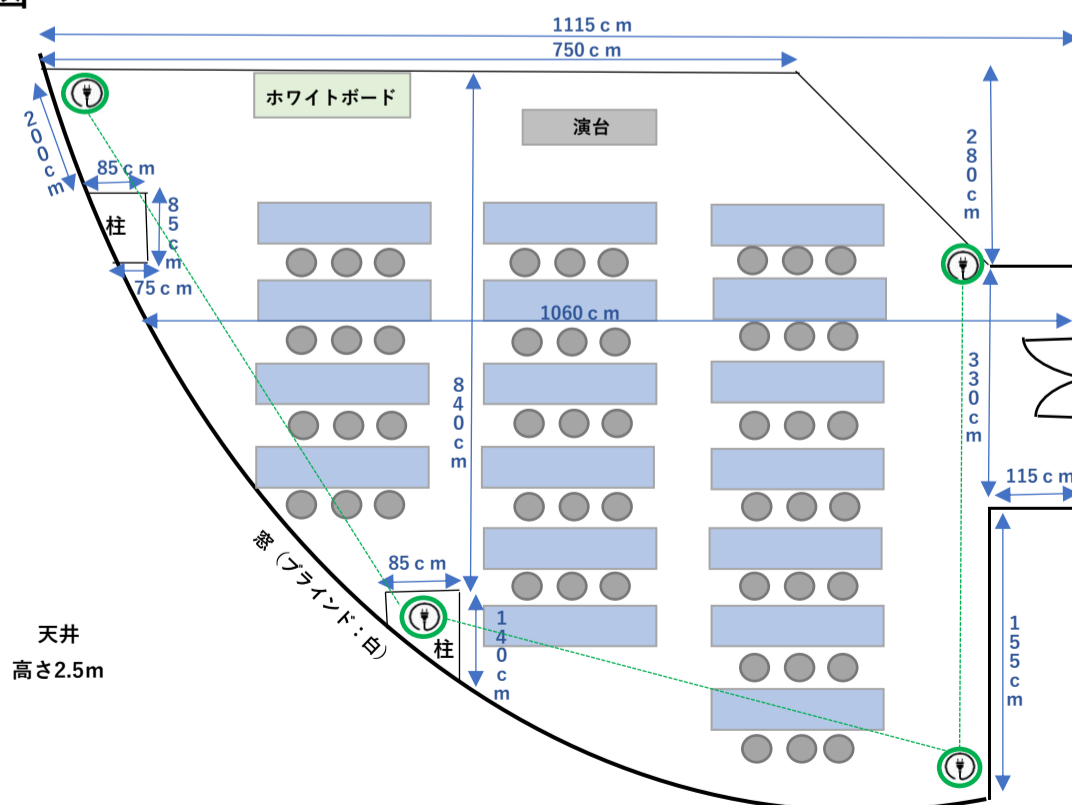 1115ｃｍ
750ｃｍ
ホワイトボード
演台
200cm
85ｃｍ
柱
85cm
75ｃｍ
280cm
1060ｃｍ
840cm
330cm
115ｃｍ
窓（ブラインド：白）
85ｃｍ
柱
140cm
155cm
天井
高さ2.5m